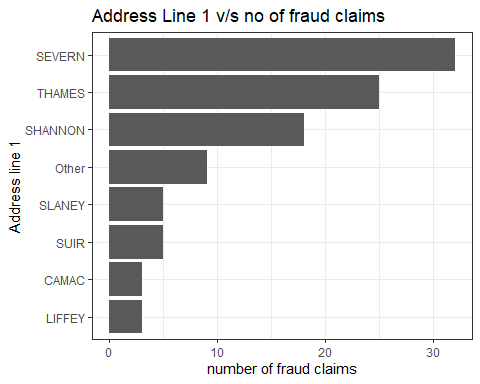 Address Line 1 v/s no of fraud claims
SEVERN
THAMES
SHANNON
Other
SLANEY
SUIR
CAMAC
LIFFEY
Address line 1
0 10 20 30
number of fraud claims